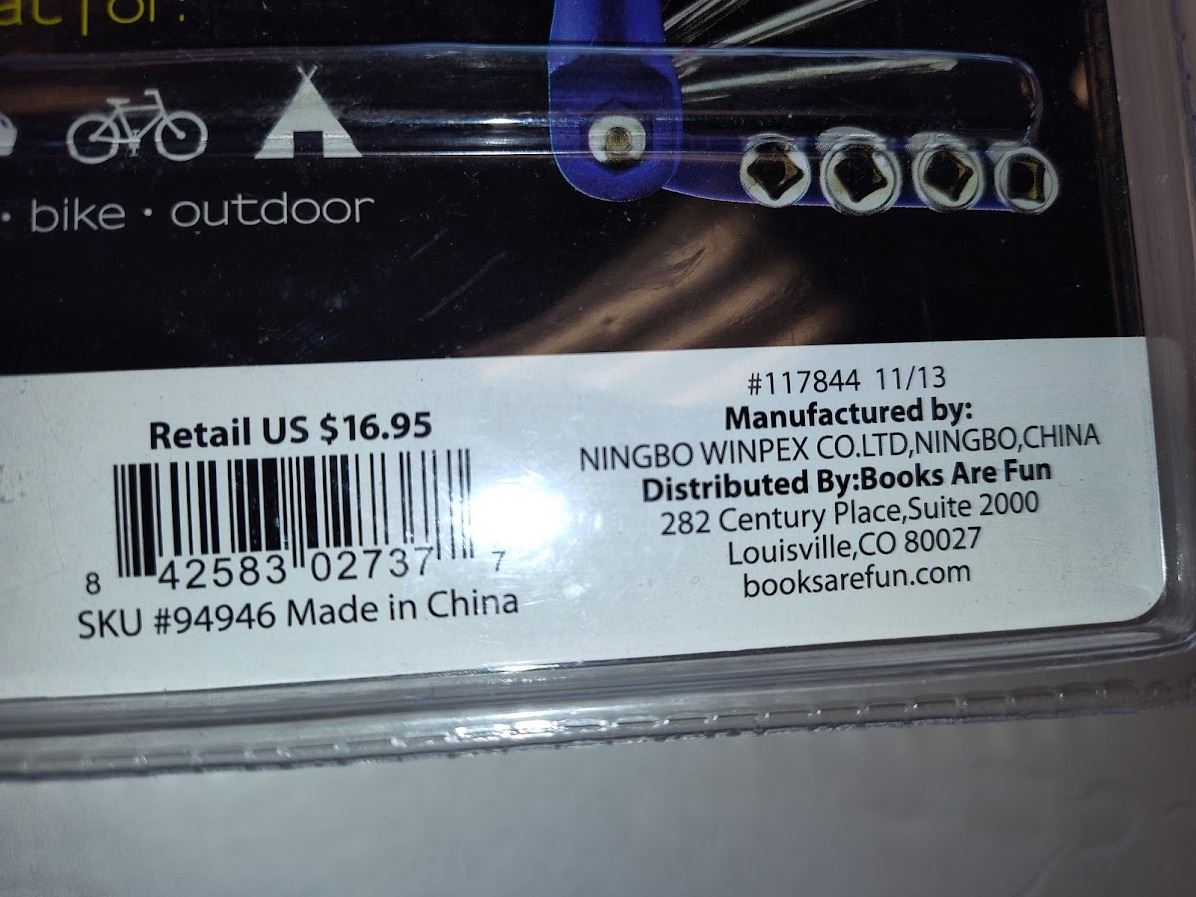 · bike · outdoor
Retail US $16.95
8 42583 02737 7
SKU #94946 Made in China
#117844 11/13
Manufactured by:
NINGBO WINPEX CO.LTD,NINGBO,CHINA
Distributed By:Books Are Fun
282 Century Place,Suite 2000
Louisville,CO 80027
booksarefun.com